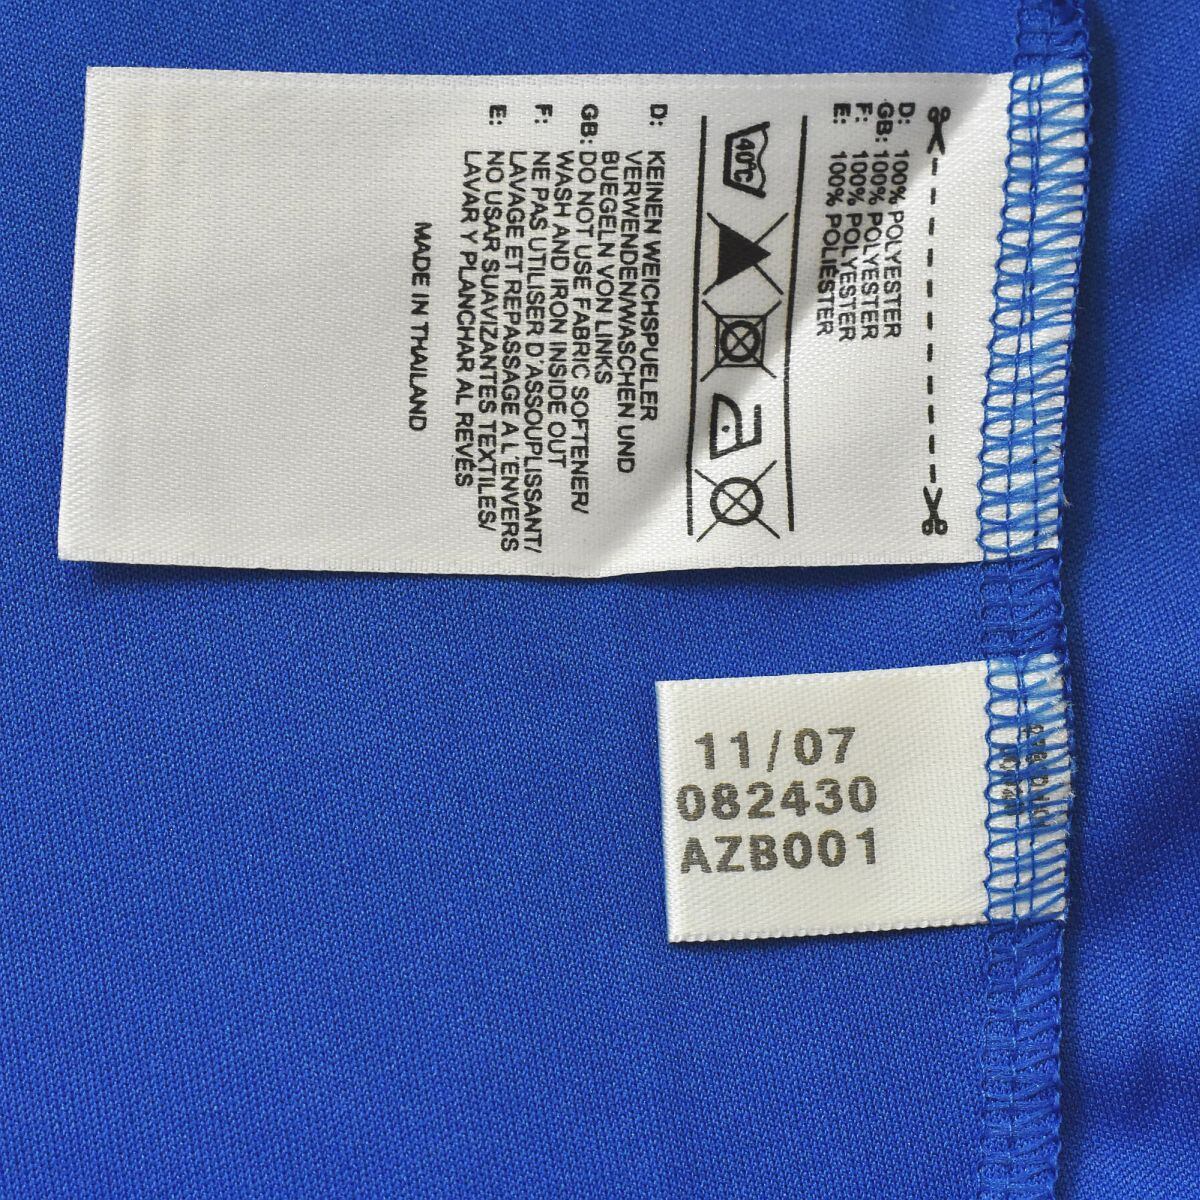 D: 100% POLYESTER
GB: 100% POLYESTER
F: 100% POLYESTER
E: 100% POLIÉSTER
40°C
D: KEINEN WEICHSPUELER
VERWENDEN/WASCHEN UND
BUEGELN VON LINKS
GB: DO NOT USE FABRIC SOFTENER/
WASH AND IRON INSIDE OUT
F: NE PAS UTILISER D'ASSOUPLISSANT/
LAVAGE ET REPASSAGE A L'ENVERS
E: NO USAR SUAVIZANTES TEXTILES/
LAVAR Y PLANCHAR AL REVÉS
MADE IN THAILAND
11/07
082430
AZB001